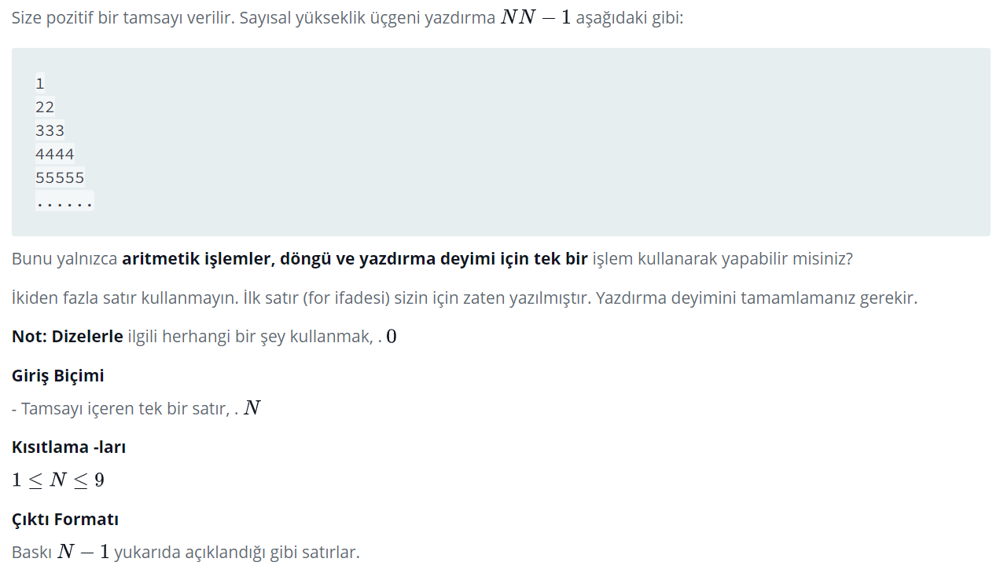 Size pozitif bir tamsayı verilir. Sayısal yükseklik üçgeni yazdırma NN − 1 aşağıdaki gibi:
1
22
333
4444
55555
......
Bunu yalnızca aritmetik işlemler, döngü ve yazdırma deyimi için tek bir işlem kullanarak yapabilir misiniz?
İkiden fazla satır kullanmayın. İlk satır (for ifadesi) sizin için zaten yazılmıştır. Yazdırma deyimini tamamlamanız gerekir.
Not: Dizelerle ilgili herhangi bir şey kullanmak, . 0
Giriş Biçimi
- Tamsayı içeren tek bir satır, . N
Kısıtlama -ları
1 ≤ N ≤ 9
Çıktı Formatı
Baskı N − 1 yukarıda açıklandığı gibi satırlar.